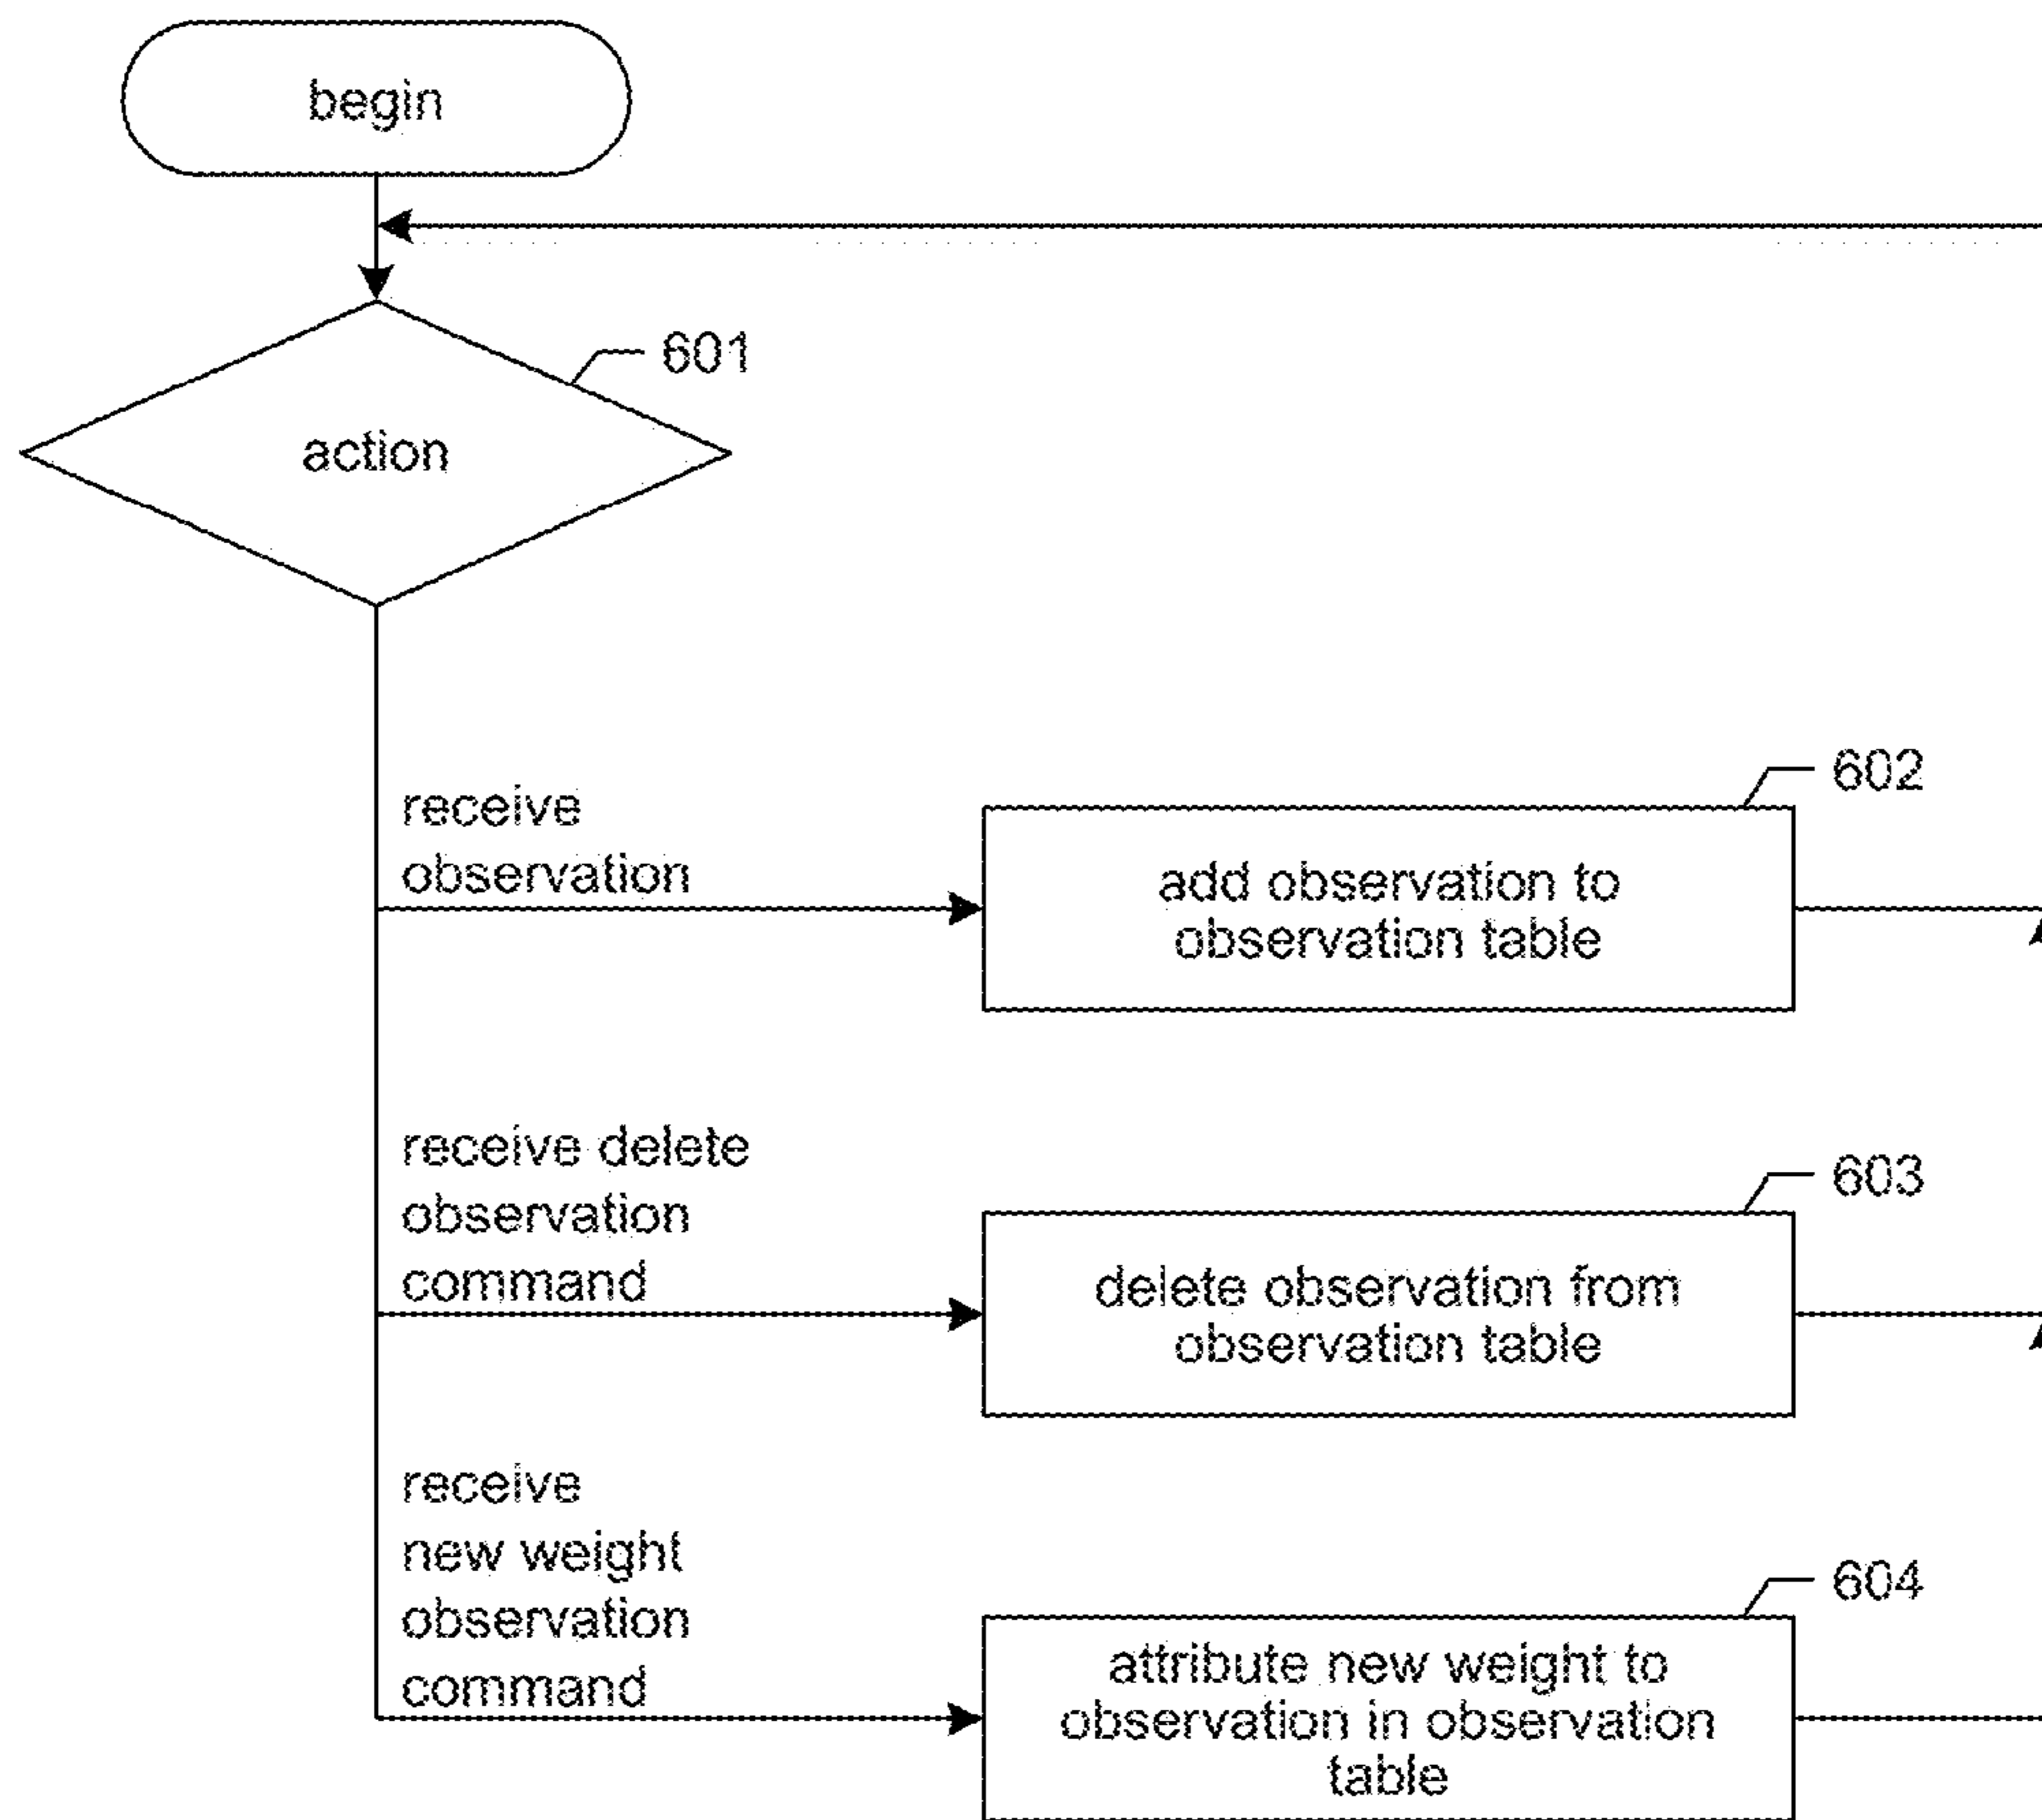 begin
601
action
receive
observation
602
add observation to
observation table
receive delete
observation
command
603
delete observation from
observation table
receive
new weight
observation
command
604
attribute new weight to
observation in observation
table